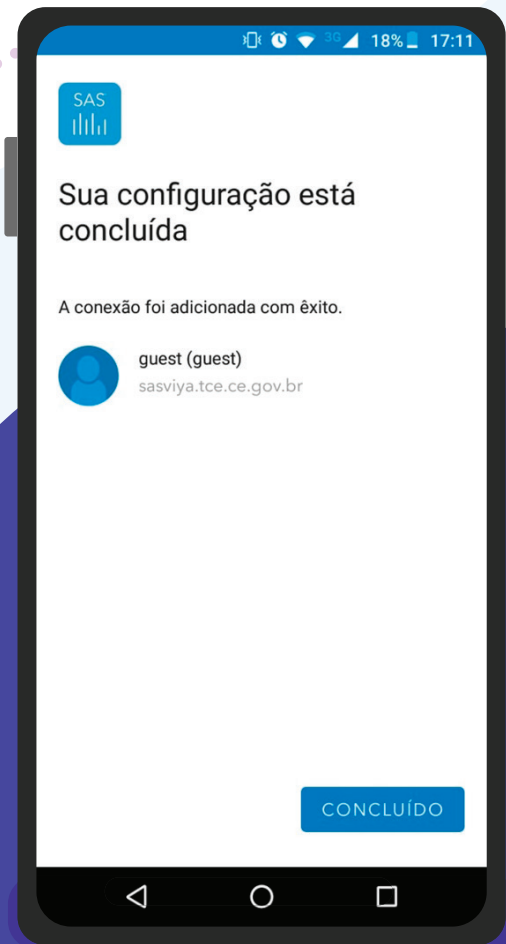 3G 18% 17:11
SAS
Sua configuração está
concluída
A conexão foi adicionada com êxito.
guest (guest)
sasviya.tce.ce.gov.br
CONCLUÍDO